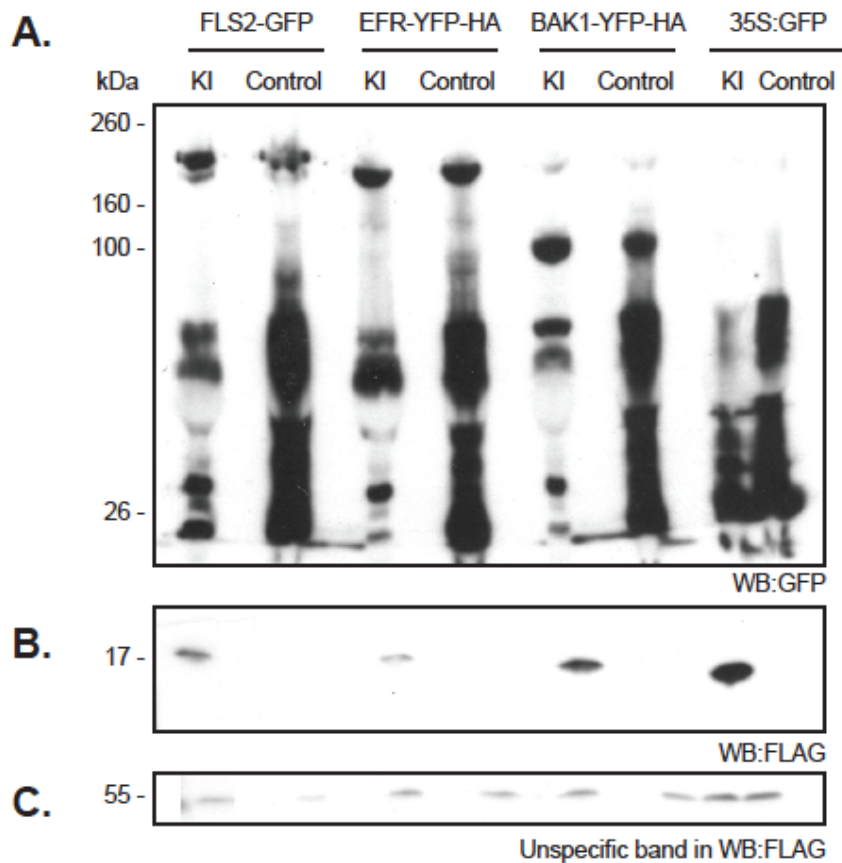 A. FLS2-GFP EFR-YFP-HA BAK1-YFP-HA 35S:GFP
kDa KI Control KI Control KI Control KI Control
260 -
160 -
100 -
26 -
WB:GFP
B.
17 -
WB:FLAG
C. 55 -
Unspecific band in WB:FLAG